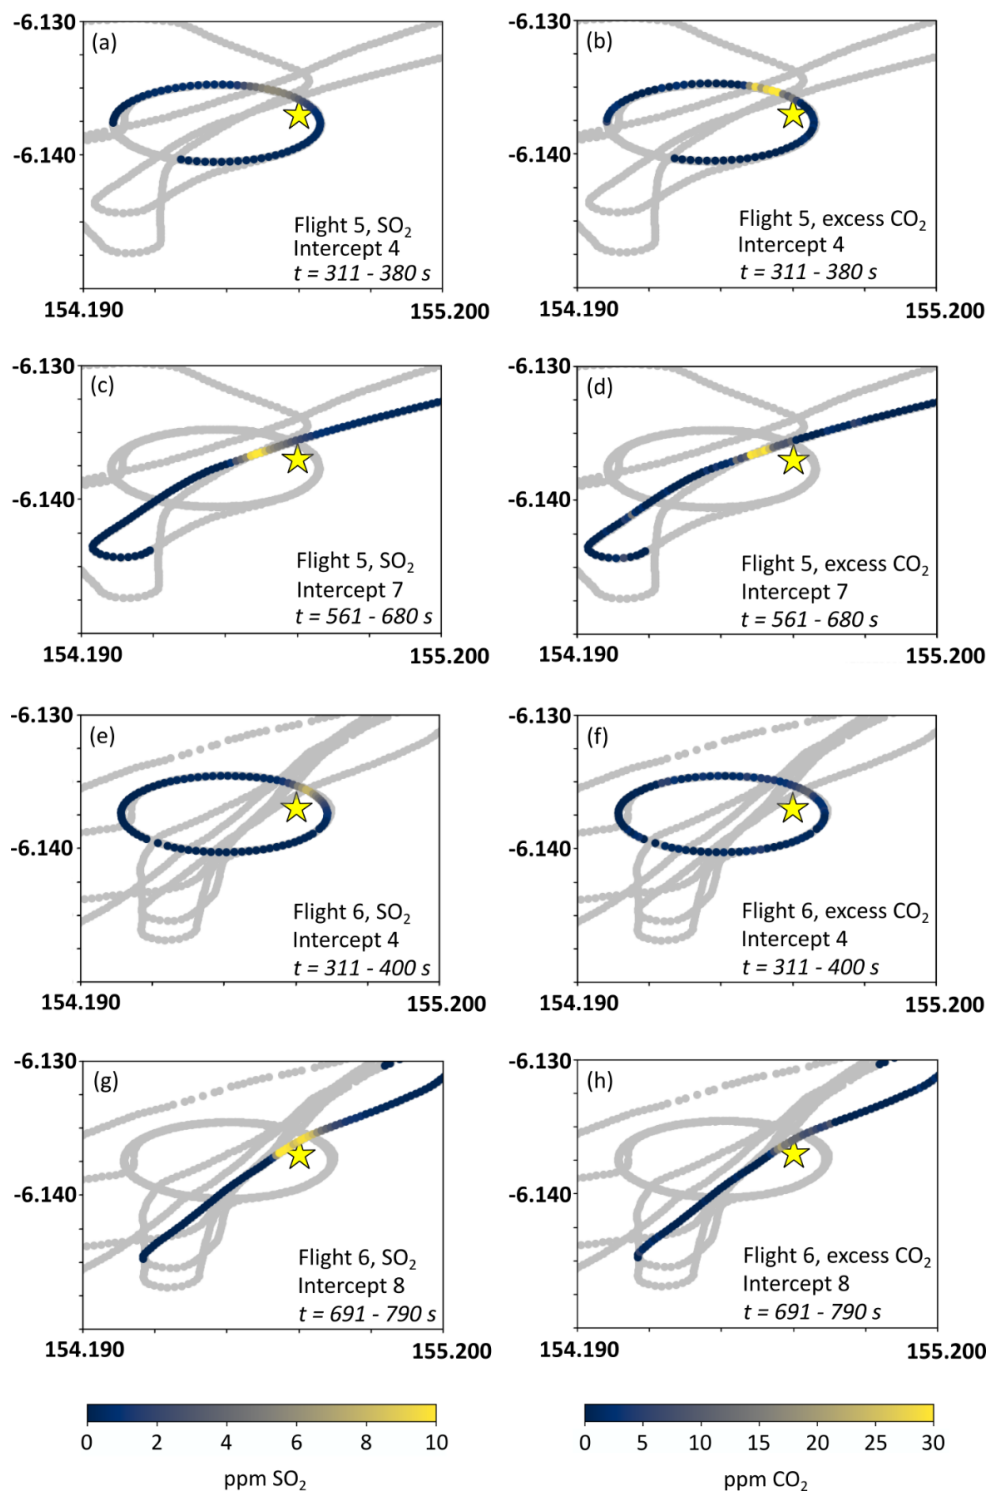 -6.130
(a)
-6.140
Flight 5, SO₂
Intercept 4
t = 311 - 380 s
154.190
155.200
-6.130
(b)
-6.140
Flight 5, excess CO₂
Intercept 4
t = 311 - 380 s
154.190
155.200
-6.130
(c)
-6.140
Flight 5, SO₂
Intercept 7
t = 561 - 680 s
154.190
155.200
-6.130
(d)
-6.140
Flight 5, excess CO₂
Intercept 7
t = 561 - 680 s
154.190
155.200
-6.130
(e)
-6.140
Flight 6, SO₂
Intercept 4
t = 311 - 400 s
154.190
155.200
-6.130
(f)
-6.140
Flight 6, excess CO₂
Intercept 4
t = 311 - 400 s
154.190
155.200
-6.130
(g)
-6.140
Flight 6, SO₂
Intercept 8
t = 691 - 790 s
154.190
155.200
-6.130
(h)
-6.140
Flight 6, excess CO₂
Intercept 8
t = 691 - 790 s
154.190
155.200
0 2 4 6 8 10
ppm SO₂
0 5 10 15 20 25 30
ppm CO₂